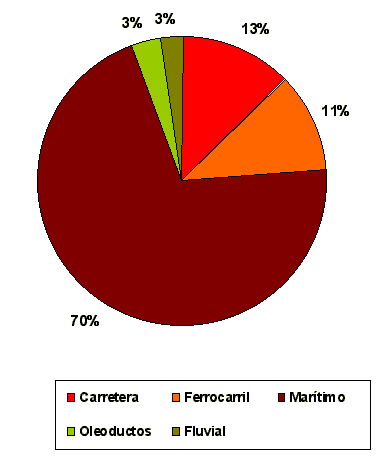 3% 3% 13%
11%
70%
Carretera Ferrocarril Marítimo
Oleoductos Fluvial